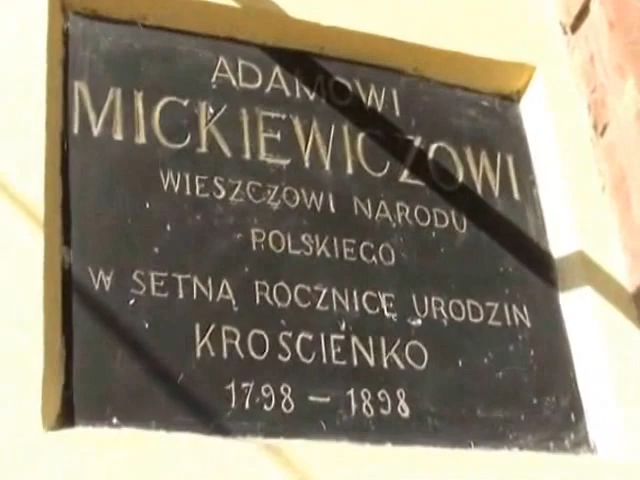 ADAMOWI
MICKIEWICZOWI
WIESZCZOWI NARODU
POLSKIEGO
W SETNĄ ROCZNICĘ URODZIN
KROŚCIENKO
1798 – 1898